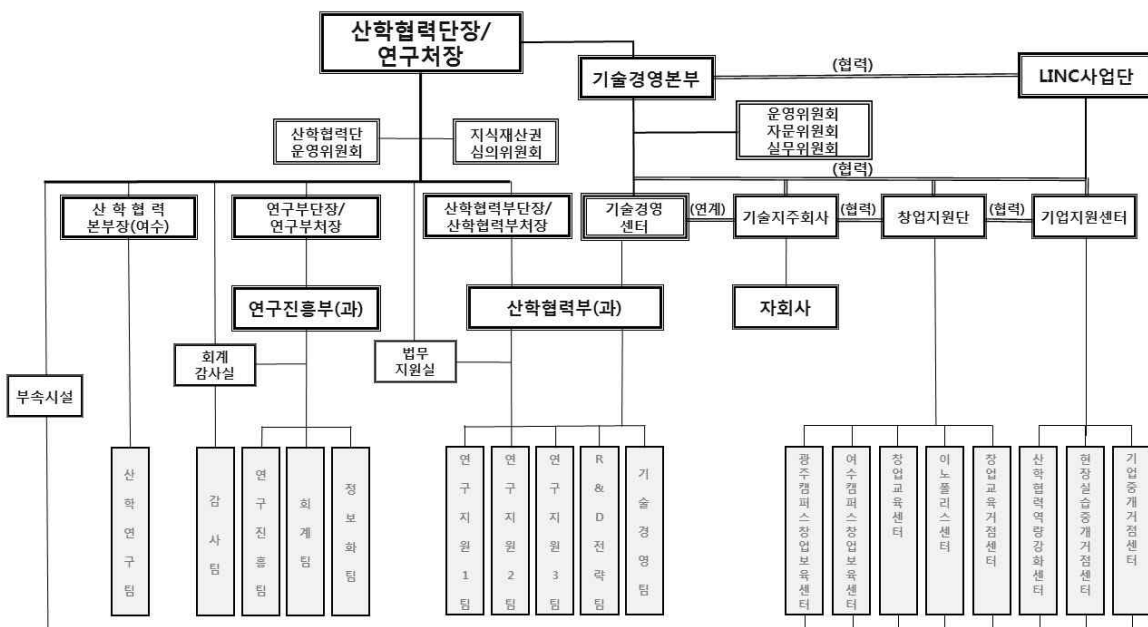 산학협력단장/
연구처장
기술경영본부
(협력)
LINC사업단
산학협력단
운영위원회
지식재산권
심의위원회
운영위원회
자문위원회
실무위원회
(협력)
산 학 협 력
본부장(여수)
연구부단장/
연구부처장
산학협력부단장/
산학협력부처장
기술경영
센터
(연계)
기술지주회사
(협력)
창업지원단
(협력)
기업지원센터
연구진흥부(과)
산학협력부(과)
자회사
회계
감사실
법무
지원실
부속시설
산학연구팀
감사팀
연구진흥팀
회계팀
정보화팀
연구지원1팀
연구지원2팀
연구지원3팀
R&D전략팀
기술경영팀
광주캠퍼스창업보육센터
여수캠퍼스창업보육센터
창업교육센터
이노폴리스센터
창업교육거점센터
산학협력역량강화센터
현장실습중개거점센터
기업중개거점센터